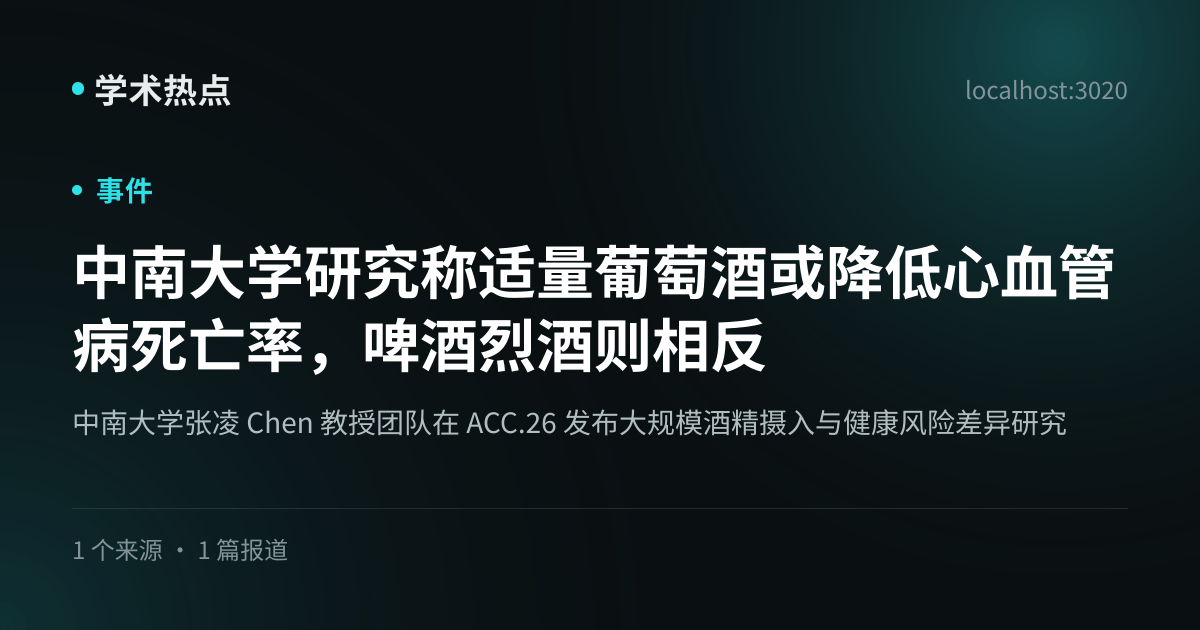 学术热点
localhost:3020
事件
中南大学研究称适量葡萄酒或降低心血管
病死亡率，啤酒烈酒则相反
中南大学张凌 Chen 教授团队在 ACC.26 发布大规模酒精摄入与健康风险差异研究
1 个来源 · 1 篇报道